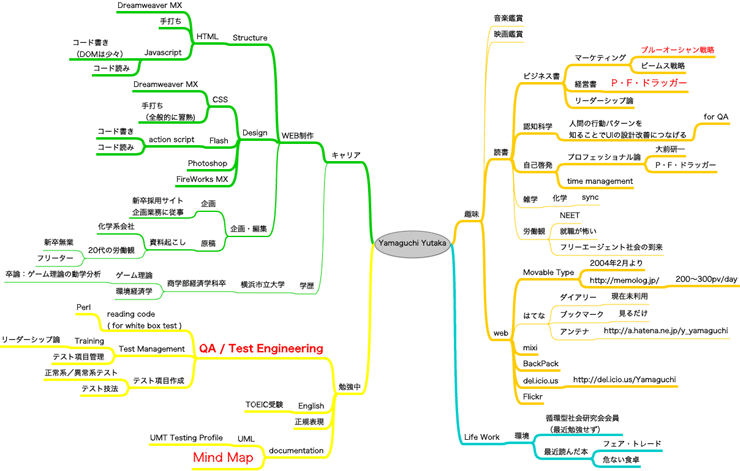 Yamaguchi Yutaka
キャリア
WEB制作
Structure
HTML
Dreamweaver MX
手打ち
Javascript
コード書き
（DOMは少々）
コード読み
Design
CSS
Dreamweaver MX
手打ち
（全般的に習熟）
Flash
action script
コード書き
コード読み
Photoshop
FireWorks MX
企画・編集
企画
新卒採用サイト
企画業務に従事
原稿
資料起こし
化学系会社
20代の労働観
新卒無業
フリーター
学歴
横浜市立大学
商学部経済学科卒
ゲーム理論
卒論：ゲーム理論の動学分析
環境経済学
勉強中
QA / Test Engineering
reading code
( for white box test )
Perl
Test Management
Training
リーダーシップ論
テスト項目管理
テスト項目作成
正常系／異常系テスト
テスト技法
English
TOEIC受験
正規表現
documentation
UML
UMT Testing Profile
Mind Map
趣味
音楽鑑賞
映画鑑賞
読書
ビジネス書
マーケティング
ブルーオーシャン戦略
ビームス戦略
経営書
P・F・ドラッガー
リーダーシップ論
認知科学
人間の行動パターンを
知ることでUIの設計改善につなげる
for QA
自己啓発
プロフェッショナル論
大前研一
P・F・ドラッガー
time management
雑学
化学
sync
労働観
NEET
就職が怖い
フリーエージェント社会の到来
web
Movable Type
2004年2月より
http://memolog.jp/
200〜300pv/day
はてな
ダイアリー
現在未利用
ブックマーク
見るだけ
アンテナ
http://a.hatena.ne.jp/y_yamaguchi
mixi
BackPack
del.icio.us
http://del.icio.us/Yamaguchi
Flickr
Life Work
環境
循環型社会研究会会員
（最近勉強せず）
最近読んだ本
フェア・トレード
危ない食卓